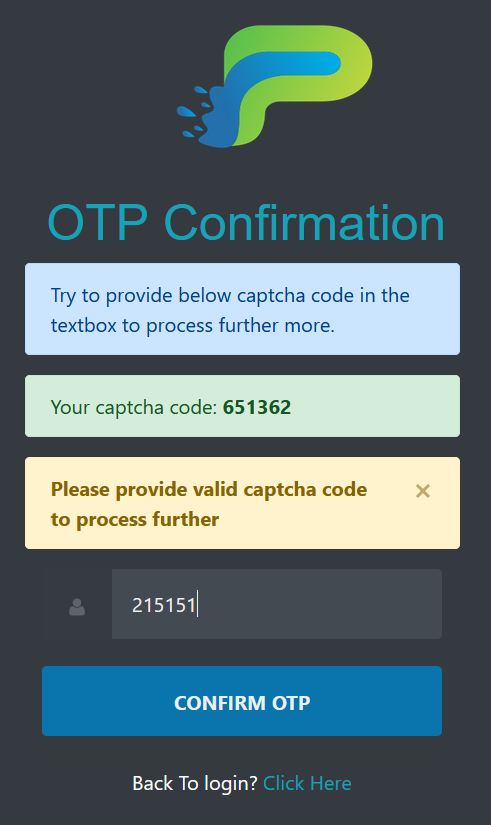 OTP Confirmation
Try to provide below captcha code in the
textbox to process further more.
Your captcha code: 651362
Please provide valid captcha code
to process further
×
215151
CONFIRM OTP
Back To login? Click Here